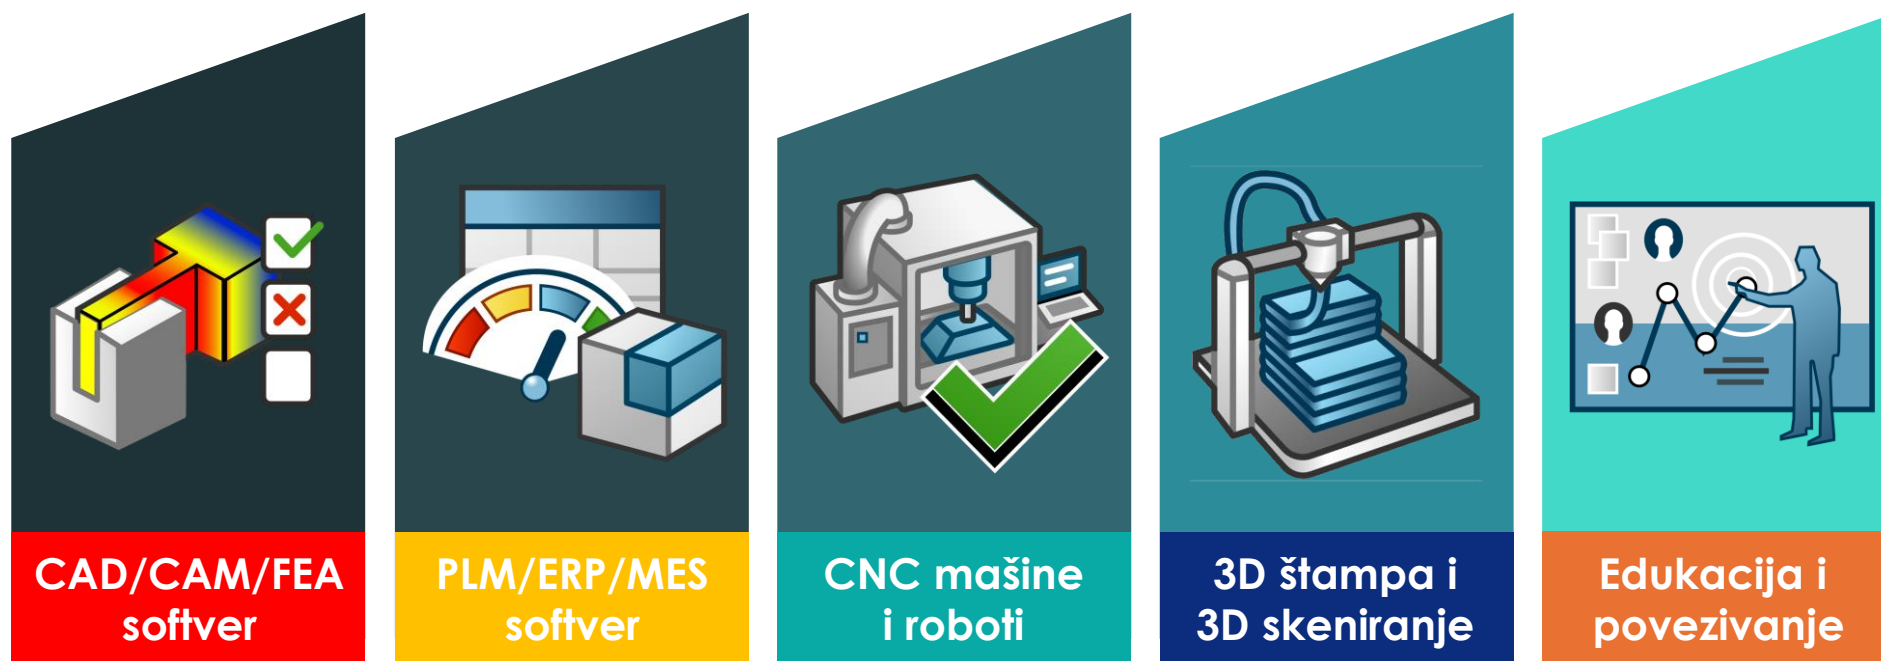 CAD/CAM/FEA
softver
PLM/ERP/MES
softver
CNC mašine
i roboti
3D štampa i
3D skeniranje
Edukacija i
povezivanje